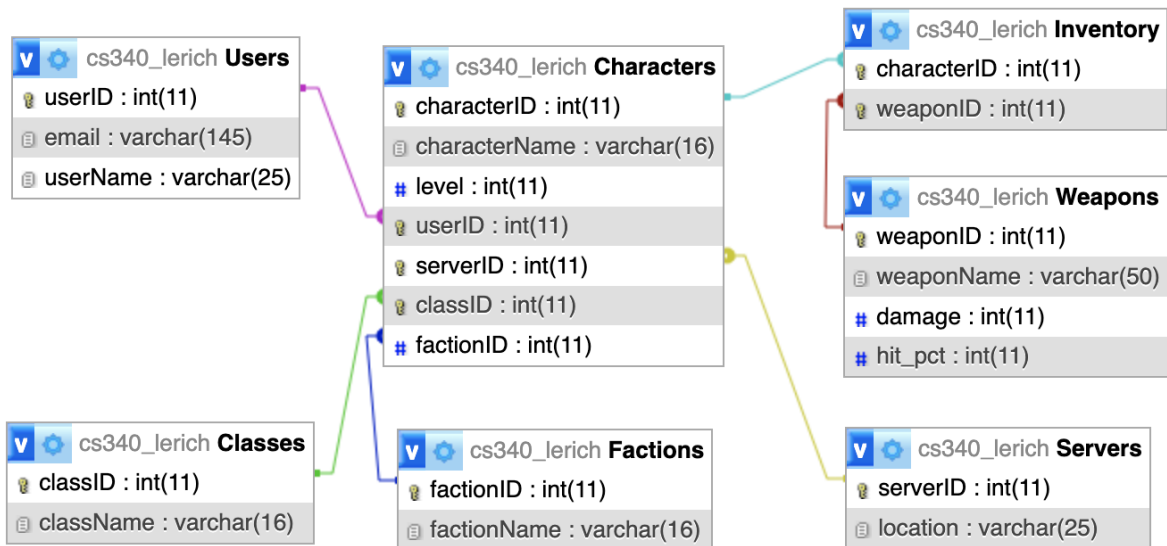 v cs340_lerich Users
userID : int(11)
email : varchar(145)
userName : varchar(25)
v cs340_lerich Characters
characterID : int(11)
characterName : varchar(16)
# level : int(11)
userID : int(11)
serverID : int(11)
classID : int(11)
# factionID : int(11)
v cs340_lerich Inventory
characterID : int(11)
weaponID : int(11)
v cs340_lerich Weapons
weaponID : int(11)
weaponName : varchar(50)
# damage : int(11)
# hit_pct : int(11)
v cs340_lerich Classes
classID : int(11)
className : varchar(16)
v cs340_lerich Factions
factionID : int(11)
factionName : varchar(16)
v cs340_lerich Servers
serverID : int(11)
location : varchar(25)